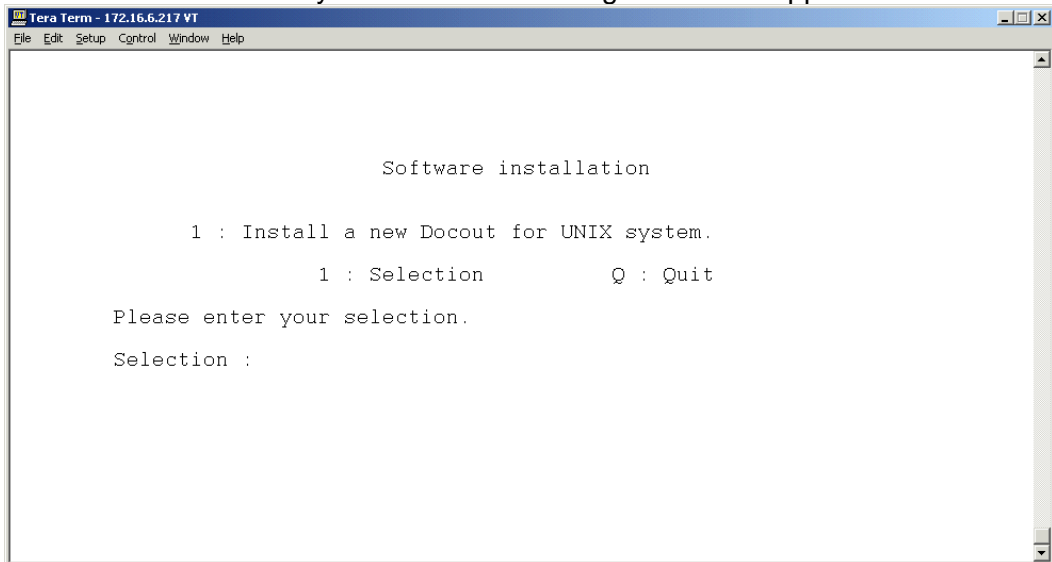 Tera Term - 172.16.6.217 VT
File Edit Setup Control Window Help
Software installation
1 : Install a new Docout for UNIX system.
1 : Selection Q : Quit
Please enter your selection.
Selection :